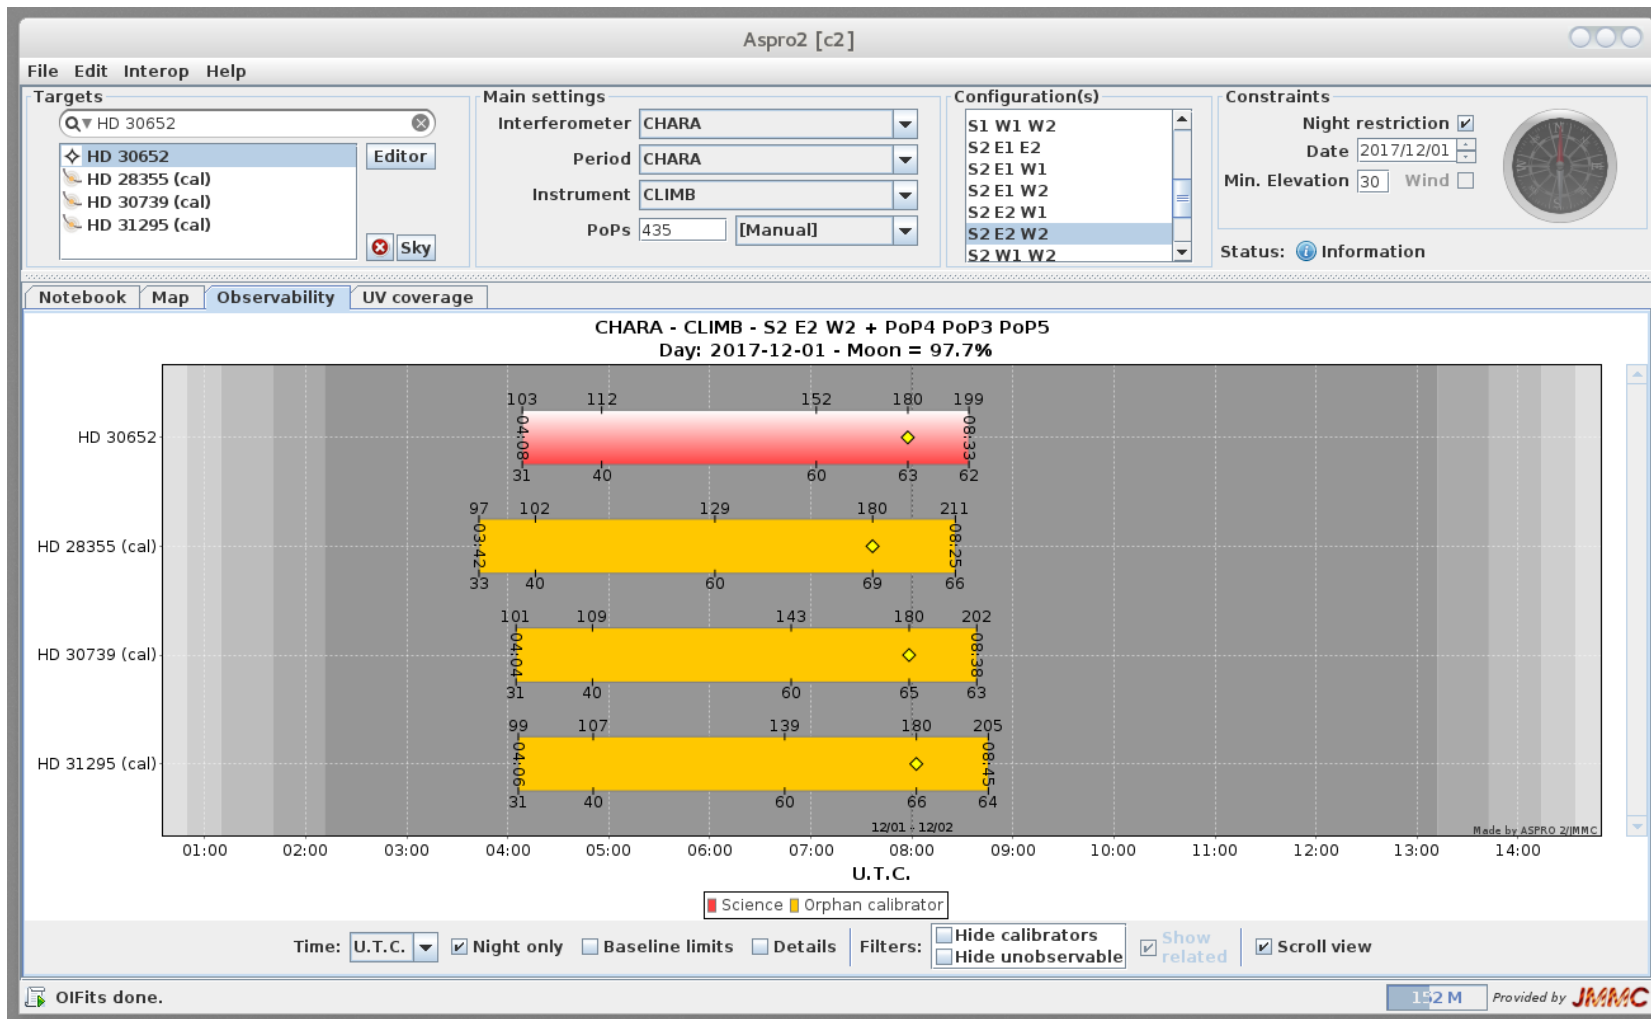 Aspro2 [c2]
File Edit Interop Help
Targets
HD 30652
HD 30652
HD 28355 (cal)
HD 30739 (cal)
HD 31295 (cal)
Editor
Sky
Main settings
Interferometer CHARA
Period CHARA
Instrument CLIMB
PoPs 435 [Manual]
Configuration(s)
S1 W1 W2
S2 E1 E2
S2 E1 W1
S2 E1 W2
S2 E2 W1
S2 E2 W2
S2 W1 W2
Constraints
Night restriction
Date 2017/12/01
Min. Elevation 30 Wind
Status: Information
Notebook Map Observability UV coverage
CHARA - CLIMB - S2 E2 W2 + PoP4 PoP3 PoP5
Day: 2017-12-01 - Moon = 97.7%
103 112 152 180 199
HD 30652 04:08 08:33
31 40 60 63 62
97 102 129 180 211
HD 28355 (cal) 03:42 08:25
33 40 60 69 66
101 109 143 180 202
HD 30739 (cal) 04:04 08:38
31 40 60 65 63
99 107 139 180 205
HD 31295 (cal) 04:06 08:45
31 40 60 66 64
12/01 - 12/02
Made by ASPRO 2/JMMC
01:00 02:00 03:00 04:00 05:00 06:00 07:00 08:00 09:00 10:00 11:00 12:00 13:00 14:00
U.T.C.
Science Orphan calibrator
Time: U.T.C. Night only Baseline limits Details Filters: Hide calibrators
Hide unobservable
Show
related
Scroll view
OIFits done.
152 M Provided by JMMC